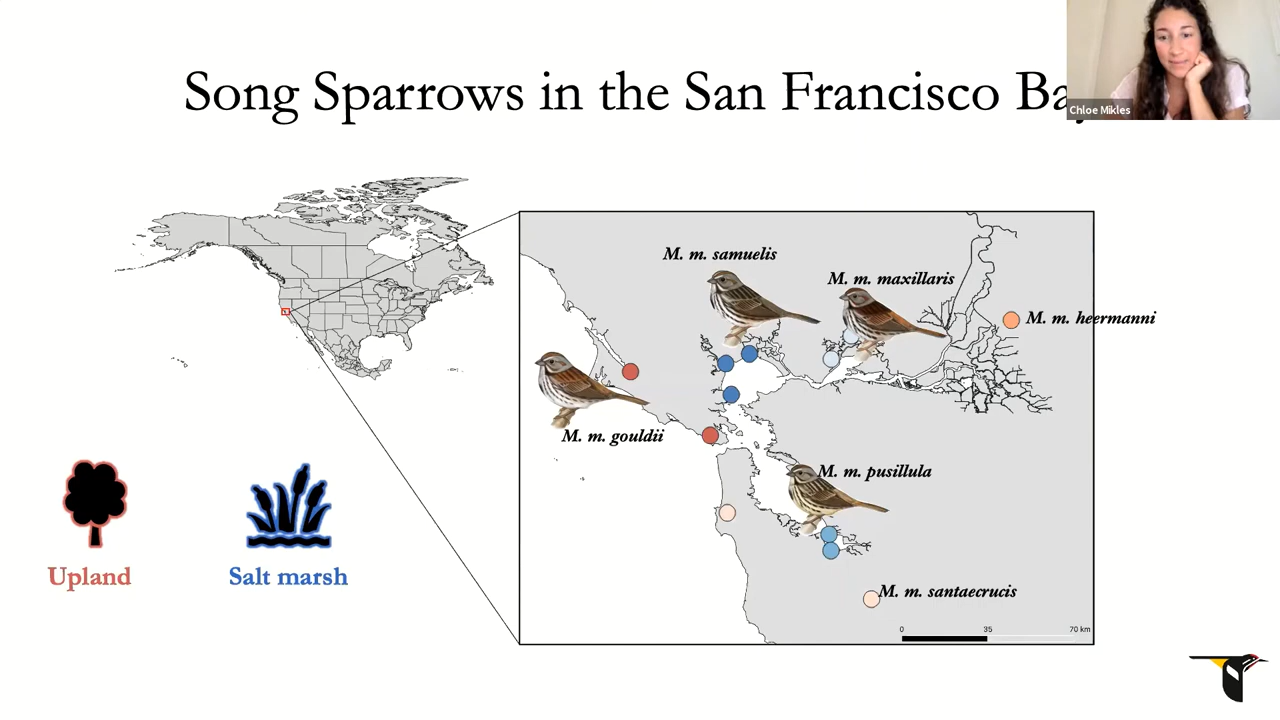 Song Sparrows in the San Francisco Bay
Chloe Mikles
M. m. samuelis
M. m. maxillaris
M. m. heermanni
M. m. gouldii
M. m. pusillula
Upland
Salt marsh
M. m. santaecrucis
0 35 70 km